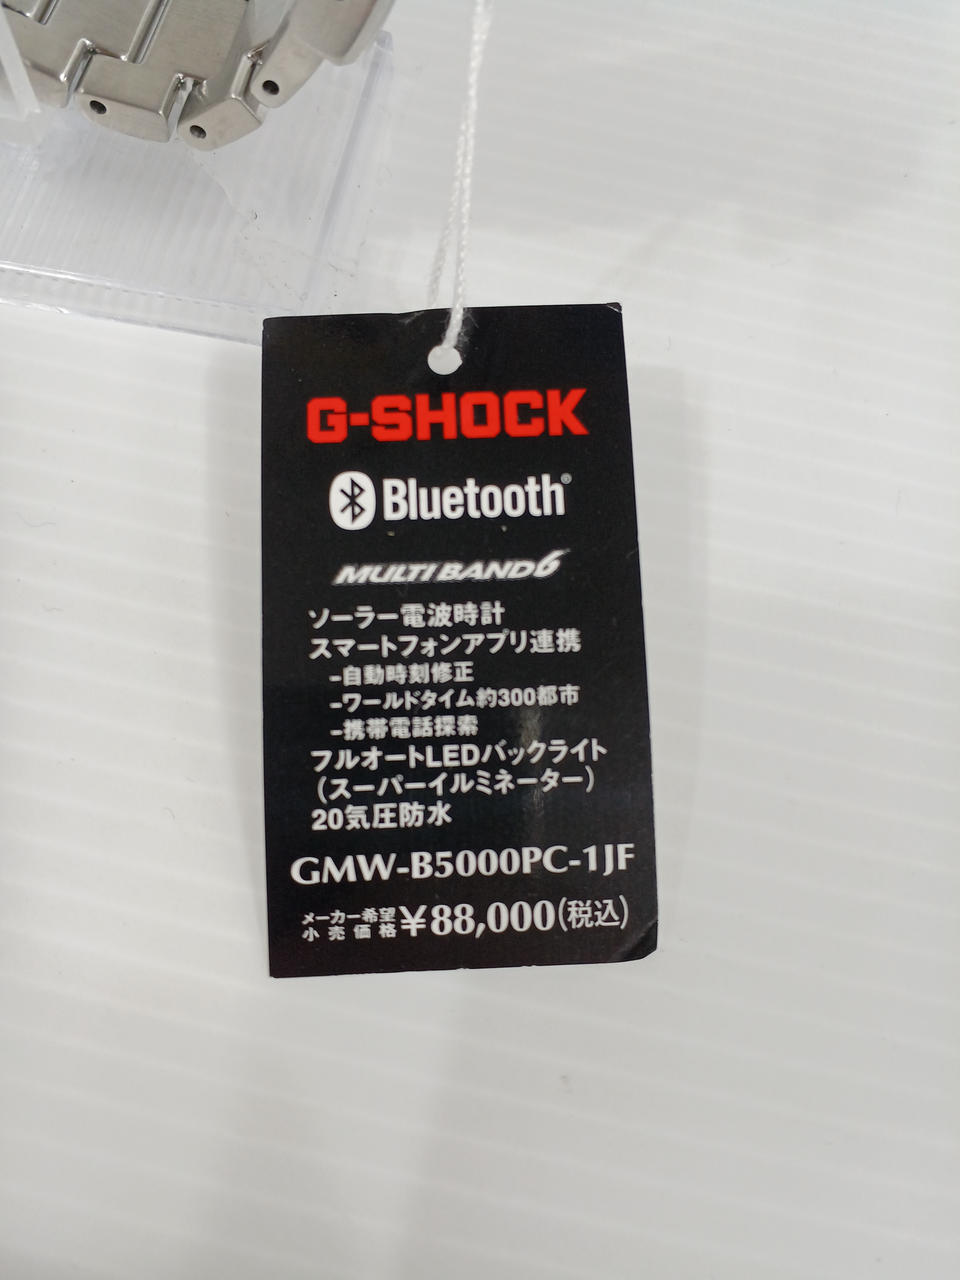 G-SHOCK
Bluetooth®
MULTI BAND 6
ソーラー電波時計
スマートフォンアプリ連携
-自動時刻修正
-ワールドタイム約300都市
-携帯電話探索
フルオートLEDバックライト
(スーパーイルミネーター)
20気圧防水
GMW-B5000PC-1JF
メーカー希望小売価格 ¥88,000(税込)